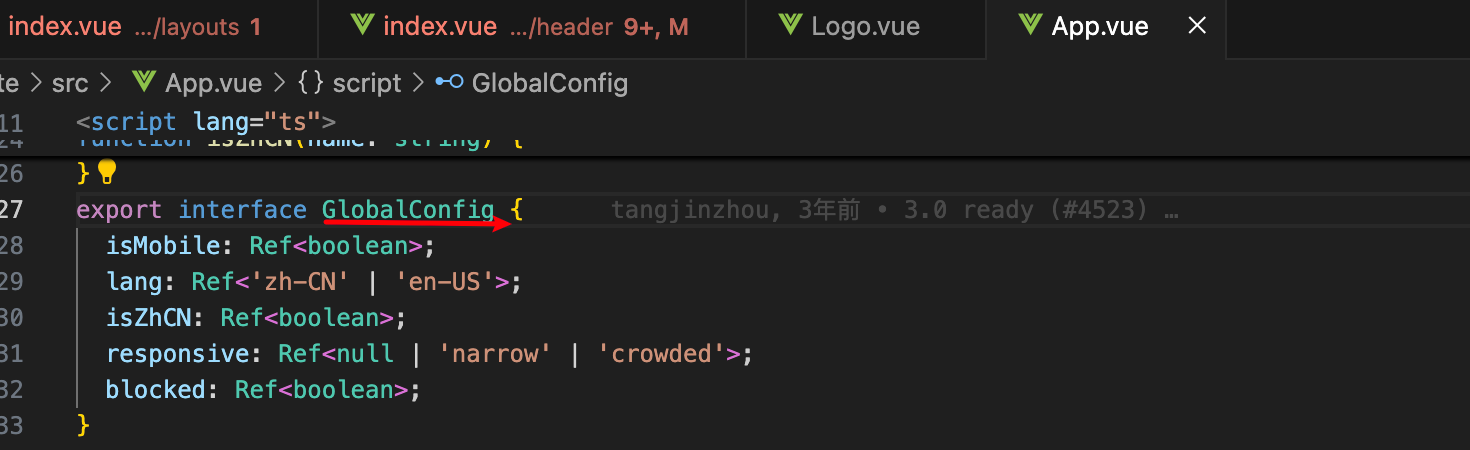 index.vue .../layouts 1 index.vue .../header 9+, M Logo.vue App.vue
te > src > App.vue > {} script > GlobalConfig
11 <script lang="ts">
24 function isZhCN(name: string) {
26 }
27 export interface GlobalConfig { tangjinzhou, 3年前 • 3.0 ready (#4523) …
28 isMobile: Ref<boolean>;
29 lang: Ref<'zh-CN' | 'en-US'>;
30 isZhCN: Ref<boolean>;
31 responsive: Ref<null | 'narrow' | 'crowded'>;
32 blocked: Ref<boolean>;
33 }